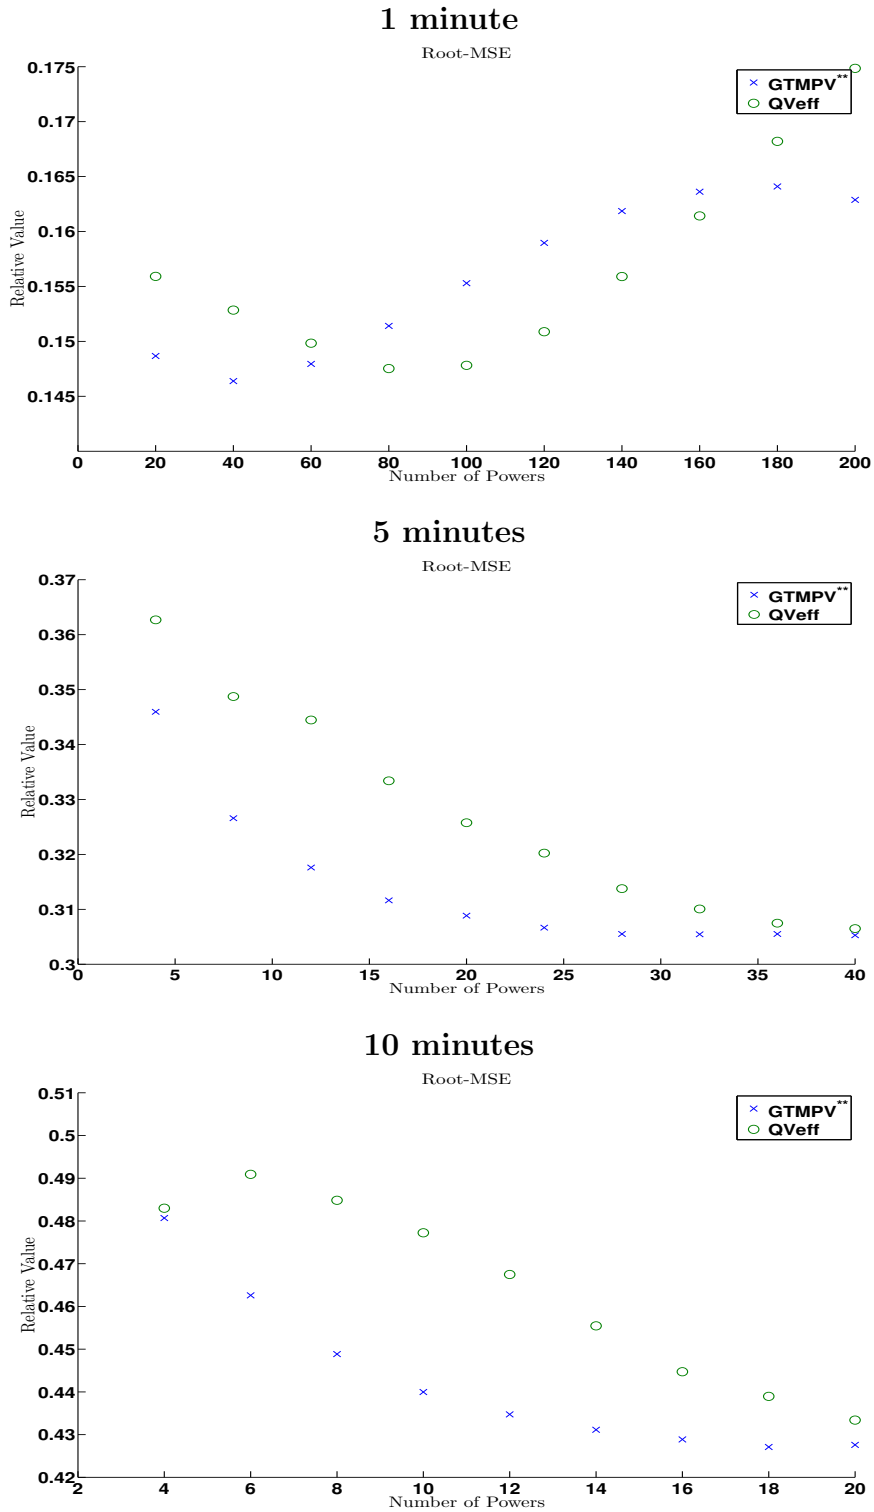 1 minute
Root-MSE
0.175
0.17
0.165
0.16
0.155
0.15
0.145
Relative Value
GTMPV**
QVeff
0 20 40 60 80 100 120 140 160 180 200
Number of Powers
5 minutes
Root-MSE
0.37
0.36
0.35
0.34
0.33
0.32
0.31
0.3
Relative Value
GTMPV**
QVeff
0 5 10 15 20 25 30 35 40
Number of Powers
10 minutes
Root-MSE
0.51
0.5
0.49
0.48
0.47
0.46
0.45
0.44
0.43
0.42
Relative Value
GTMPV**
QVeff
2 4 6 8 10 12 14 16 18 20
Number of Powers